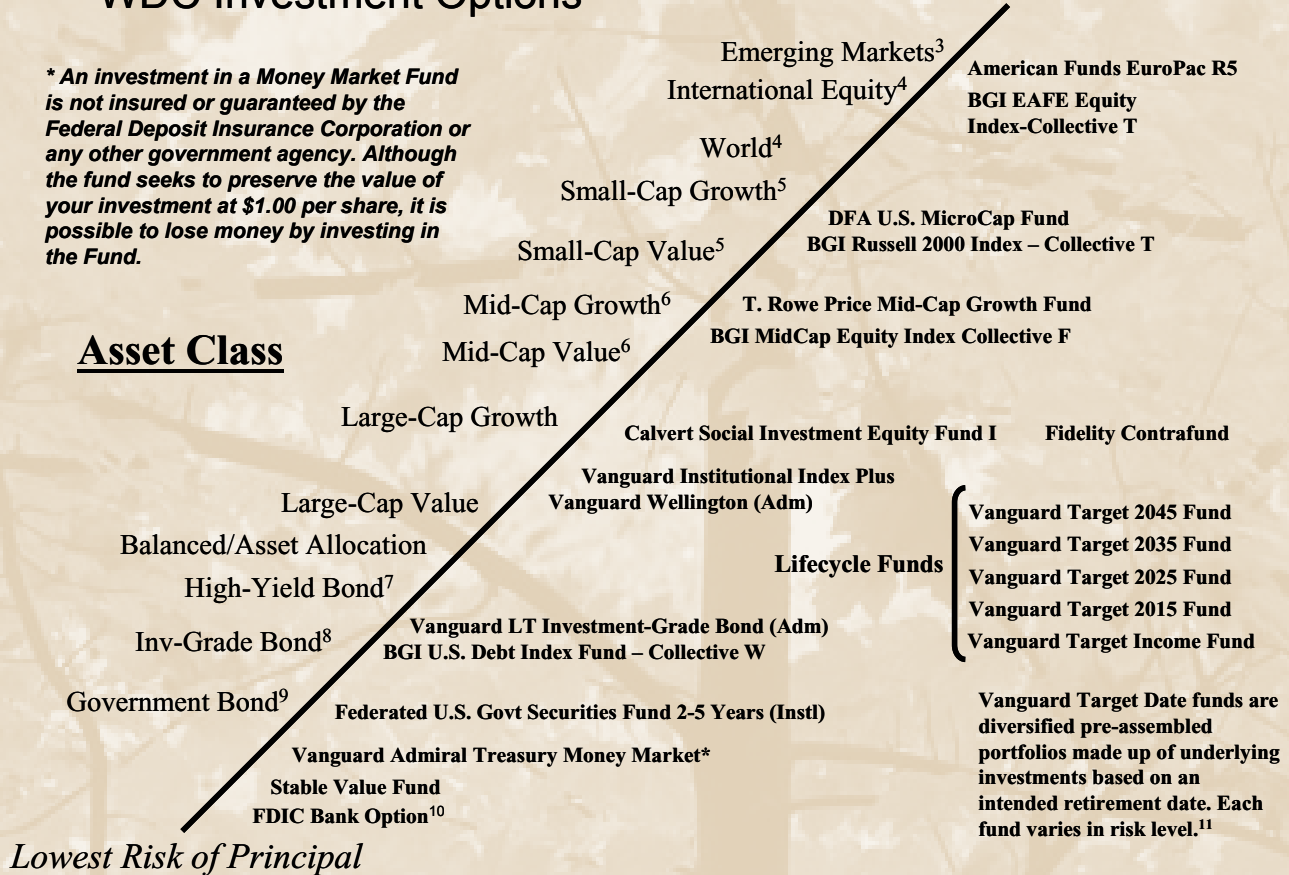 WDC Investment Options
* An investment in a Money Market Fund
is not insured or guaranteed by the
Federal Deposit Insurance Corporation or
any other government agency. Although
the fund seeks to preserve the value of
your investment at $1.00 per share, it is
possible to lose money by investing in
the Fund.
Asset Class
Emerging Markets³
International Equity⁴
World⁴
Small-Cap Growth⁵
Small-Cap Value⁵
Mid-Cap Growth⁶
Mid-Cap Value⁶
Large-Cap Growth
Large-Cap Value
Balanced/Asset Allocation
High-Yield Bond⁷
Inv-Grade Bond⁸
Government Bond⁹
American Funds EuroPac R5
BGI EAFE Equity
Index-Collective T
DFA U.S. MicroCap Fund
BGI Russell 2000 Index – Collective T
T. Rowe Price Mid-Cap Growth Fund
BGI MidCap Equity Index Collective F
Calvert Social Investment Equity Fund I Fidelity Contrafund
Vanguard Institutional Index Plus
Vanguard Wellington (Adm)
Lifecycle Funds
Vanguard Target 2045 Fund
Vanguard Target 2035 Fund
Vanguard Target 2025 Fund
Vanguard Target 2015 Fund
Vanguard Target Income Fund
Vanguard LT Investment-Grade Bond (Adm)
BGI U.S. Debt Index Fund – Collective W
Federated U.S. Govt Securities Fund 2-5 Years (Instl)
Vanguard Admiral Treasury Money Market*
Stable Value Fund
FDIC Bank Option¹⁰
Vanguard Target Date funds are
diversified pre-assembled
portfolios made up of underlying
investments based on an
intended retirement date. Each
fund varies in risk level.¹¹
Lowest Risk of Principal